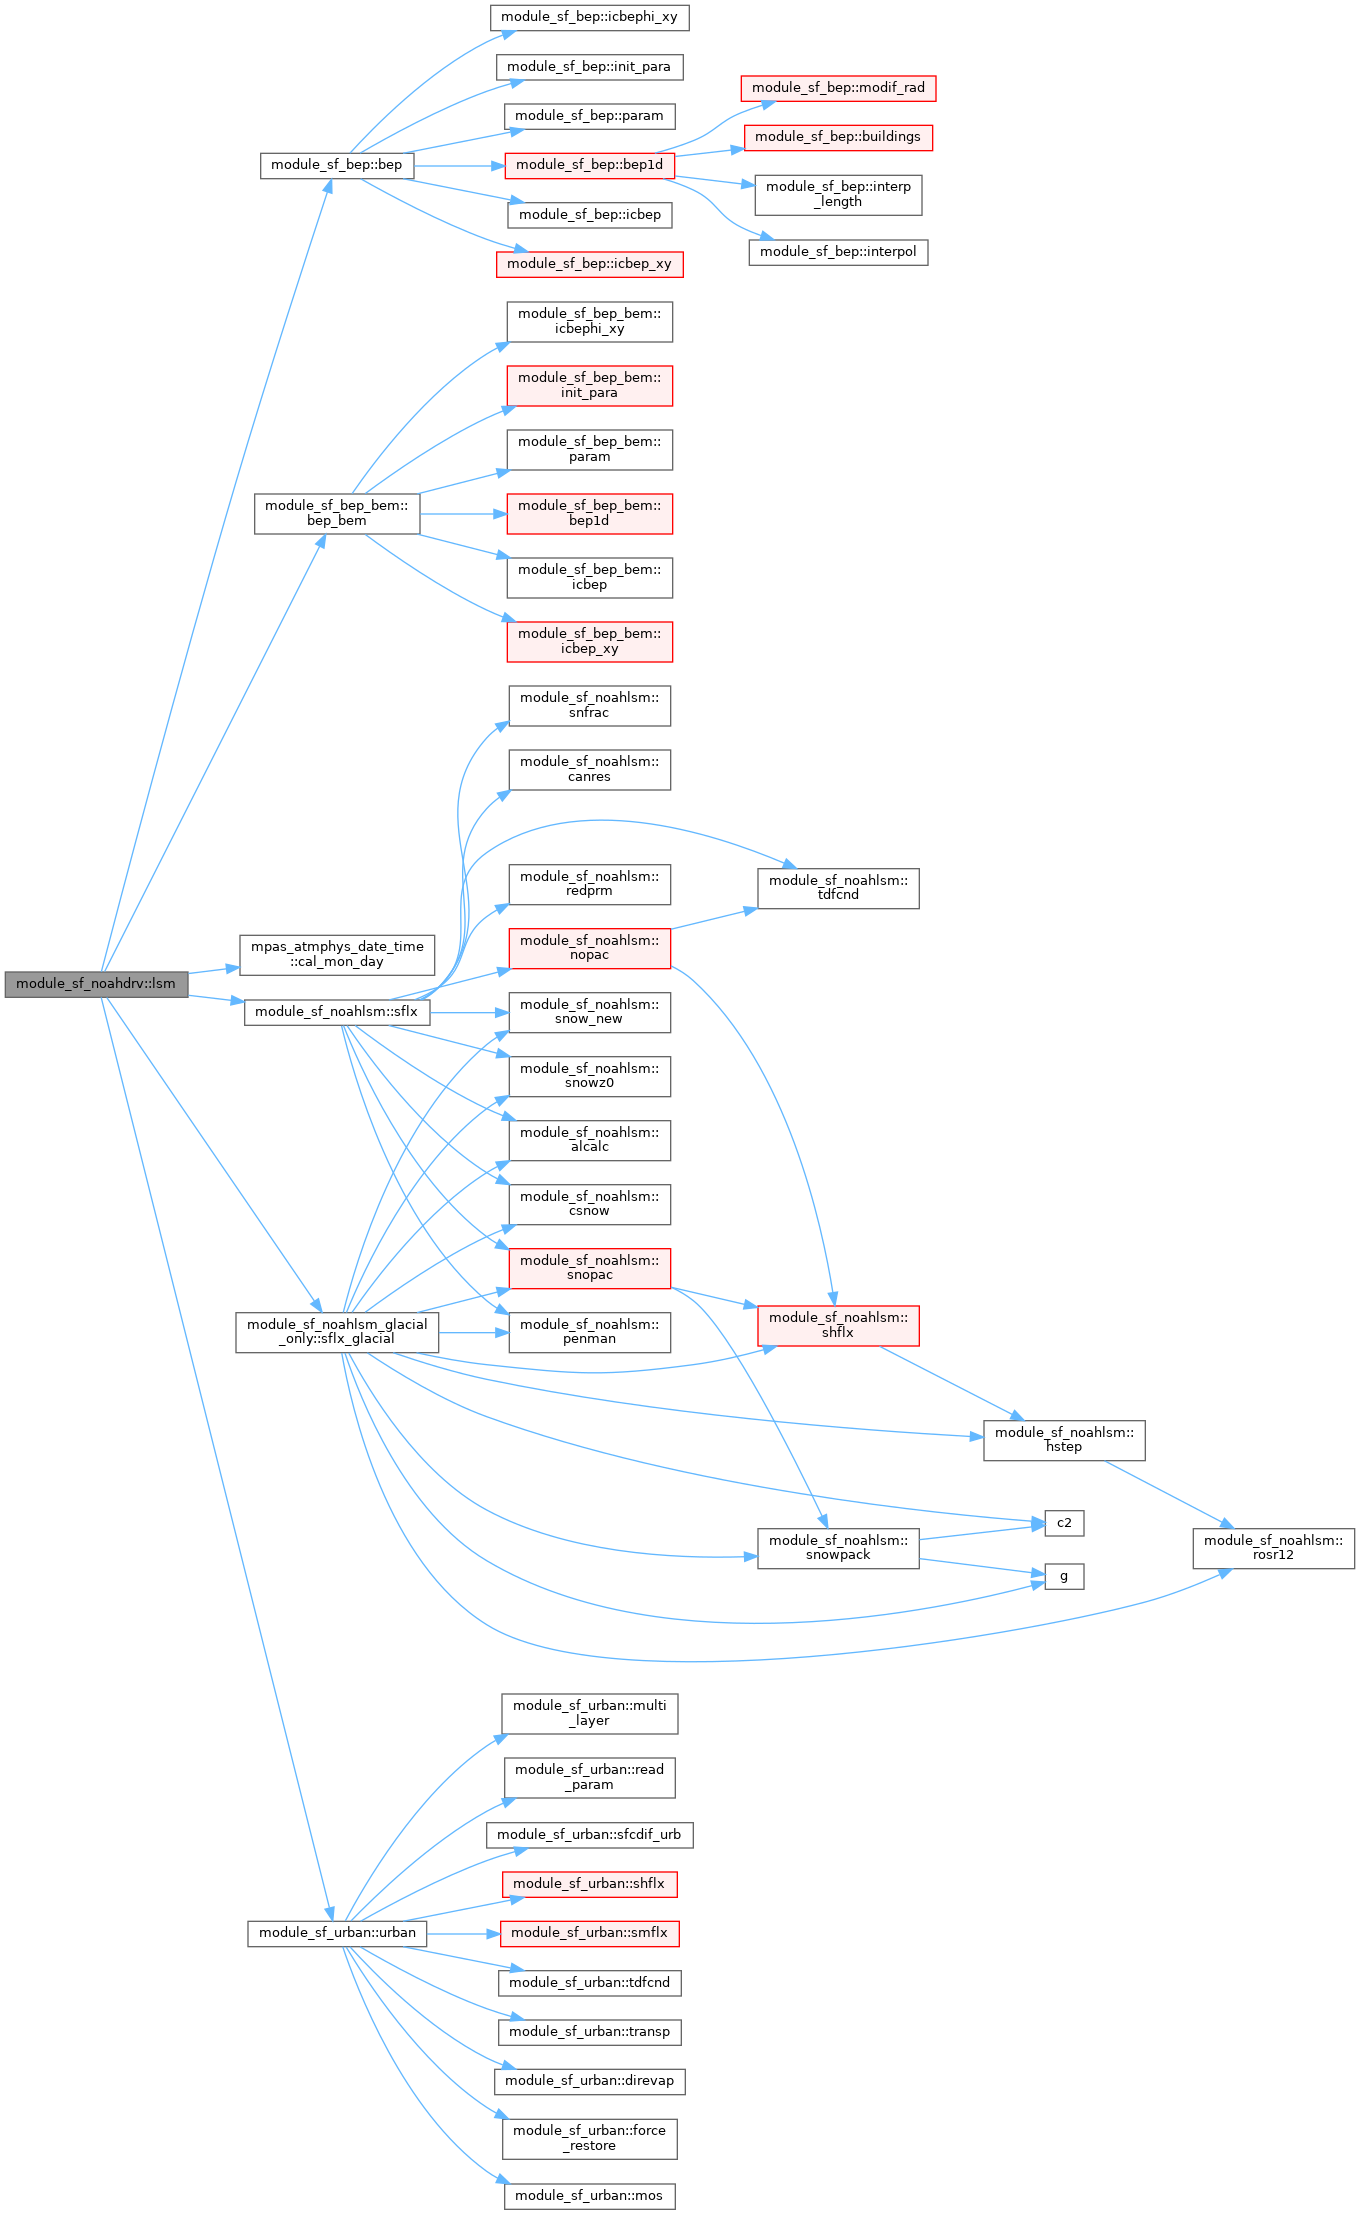 module_sf_bep::icbephi_xy
module_sf_bep::init_para
module_sf_bep::modif_rad
module_sf_bep::param
module_sf_bep::buildings
module_sf_bep::bep
module_sf_bep::bep1d
module_sf_bep::interp
_length
module_sf_bep::icbep
module_sf_bep::interpol
module_sf_bep::icbep_xy
module_sf_bep_bem::
icbephi_xy
module_sf_bep_bem::
init_para
module_sf_bep_bem::
param
module_sf_bep_bem::
bep_bem
module_sf_bep_bem::
bep1d
module_sf_bep_bem::
icbep
module_sf_bep_bem::
icbep_xy
module_sf_noahlsm::
snfrac
module_sf_noahlsm::
canres
module_sf_noahlsm::
redprm
module_sf_noahlsm::
tdfcnd
mpas_atmphys_date_time
::cal_mon_day
module_sf_noahlsm::
nopac
module_sf_noahdrv::lsm
module_sf_noahlsm::sflx
module_sf_noahlsm::
snow_new
module_sf_noahlsm::
snowz0
module_sf_noahlsm::
alcalc
module_sf_noahlsm::
csnow
module_sf_noahlsm::
snopac
module_sf_noahlsm_glacial
_only::sflx_glacial
module_sf_noahlsm::
penman
module_sf_noahlsm::
shflx
module_sf_noahlsm::
hstep
c2
module_sf_noahlsm::
snowpack
module_sf_noahlsm::
rosr12
g
module_sf_urban::multi
_layer
module_sf_urban::read
_param
module_sf_urban::sfcdif_urb
module_sf_urban::shflx
module_sf_urban::urban
module_sf_urban::smflx
module_sf_urban::tdfcnd
module_sf_urban::transp
module_sf_urban::direvap
module_sf_urban::force
_restore
module_sf_urban::mos